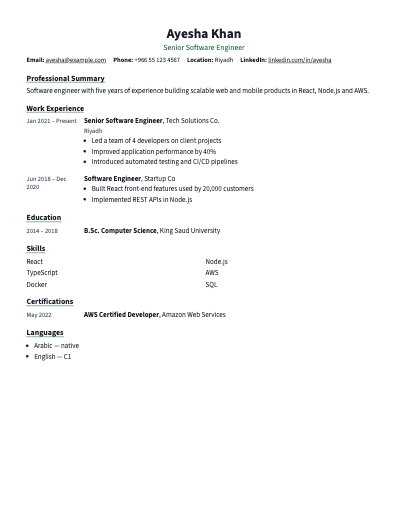 Ayesha Khan
Senior Software Engineer
Email: ayesha@example.com Phone: +966 55 123 4567 Location: Riyadh LinkedIn: linkedin.com/in/ayesha
Professional Summary
Software engineer with five years of experience building scalable web and mobile products in React, Node.js and AWS.
Work Experience
Jan 2021 – Present Senior Software Engineer, Tech Solutions Co.
Riyadh
• Led a team of 4 developers on client projects
• Improved application performance by 40%
• Introduced automated testing and CI/CD pipelines
Jun 2018 – Dec 2020 Software Engineer, Startup Co
• Built React front-end features used by 20,000 customers
• Implemented REST APIs in Node.js
Education
2014 – 2018 B.Sc. Computer Science, King Saud University
Skills
React Node.js
TypeScript AWS
Docker SQL
Certifications
May 2022 AWS Certified Developer, Amazon Web Services
Languages
• Arabic — native
• English — C1